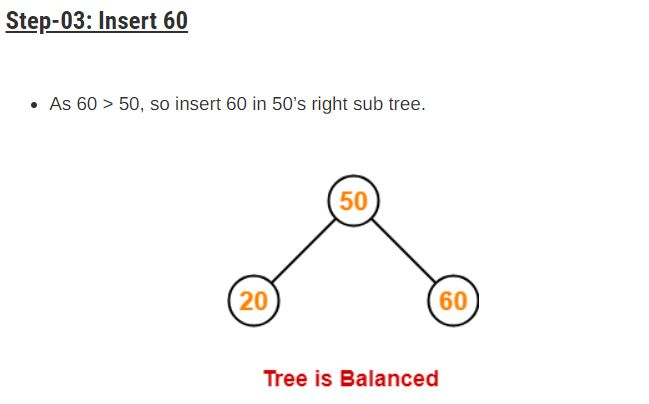 Step-03: Insert 60
• As 60 > 50, so insert 60 in 50’s right sub tree.
50
20
60
Tree is Balanced